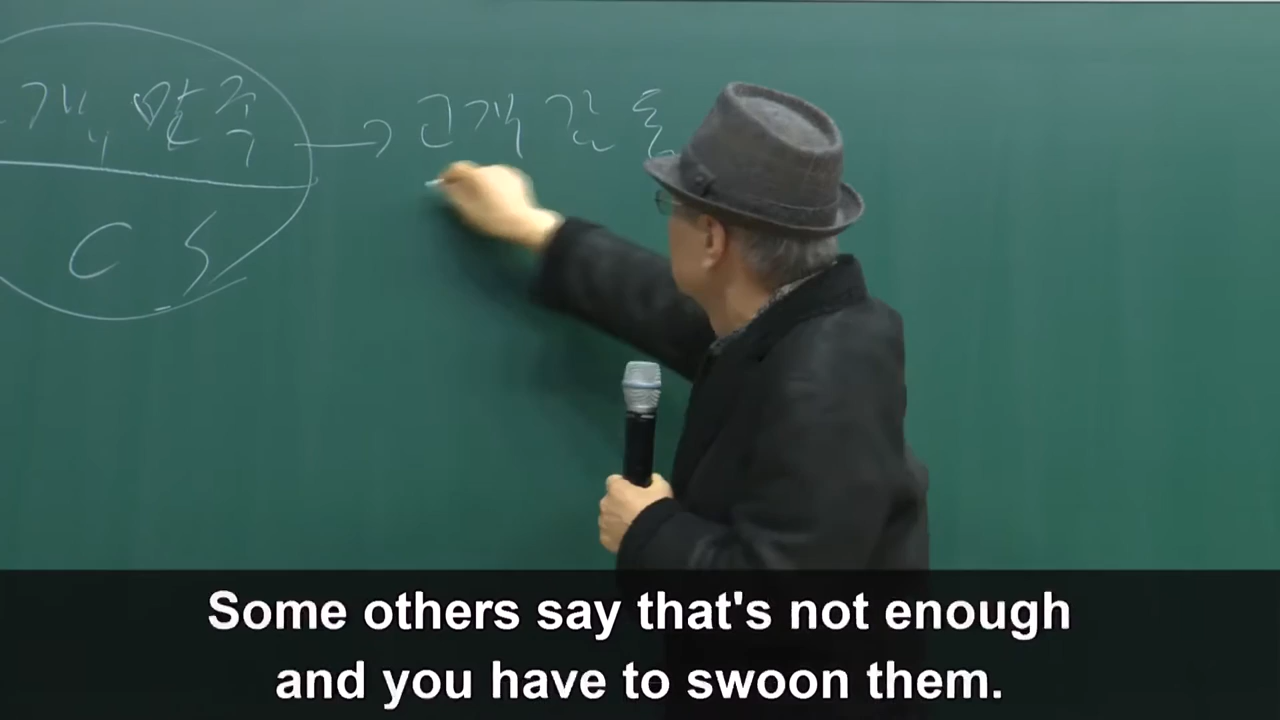 객만족 → 고객감동
CS
Some others say that's not enough
and you have to swoon them.